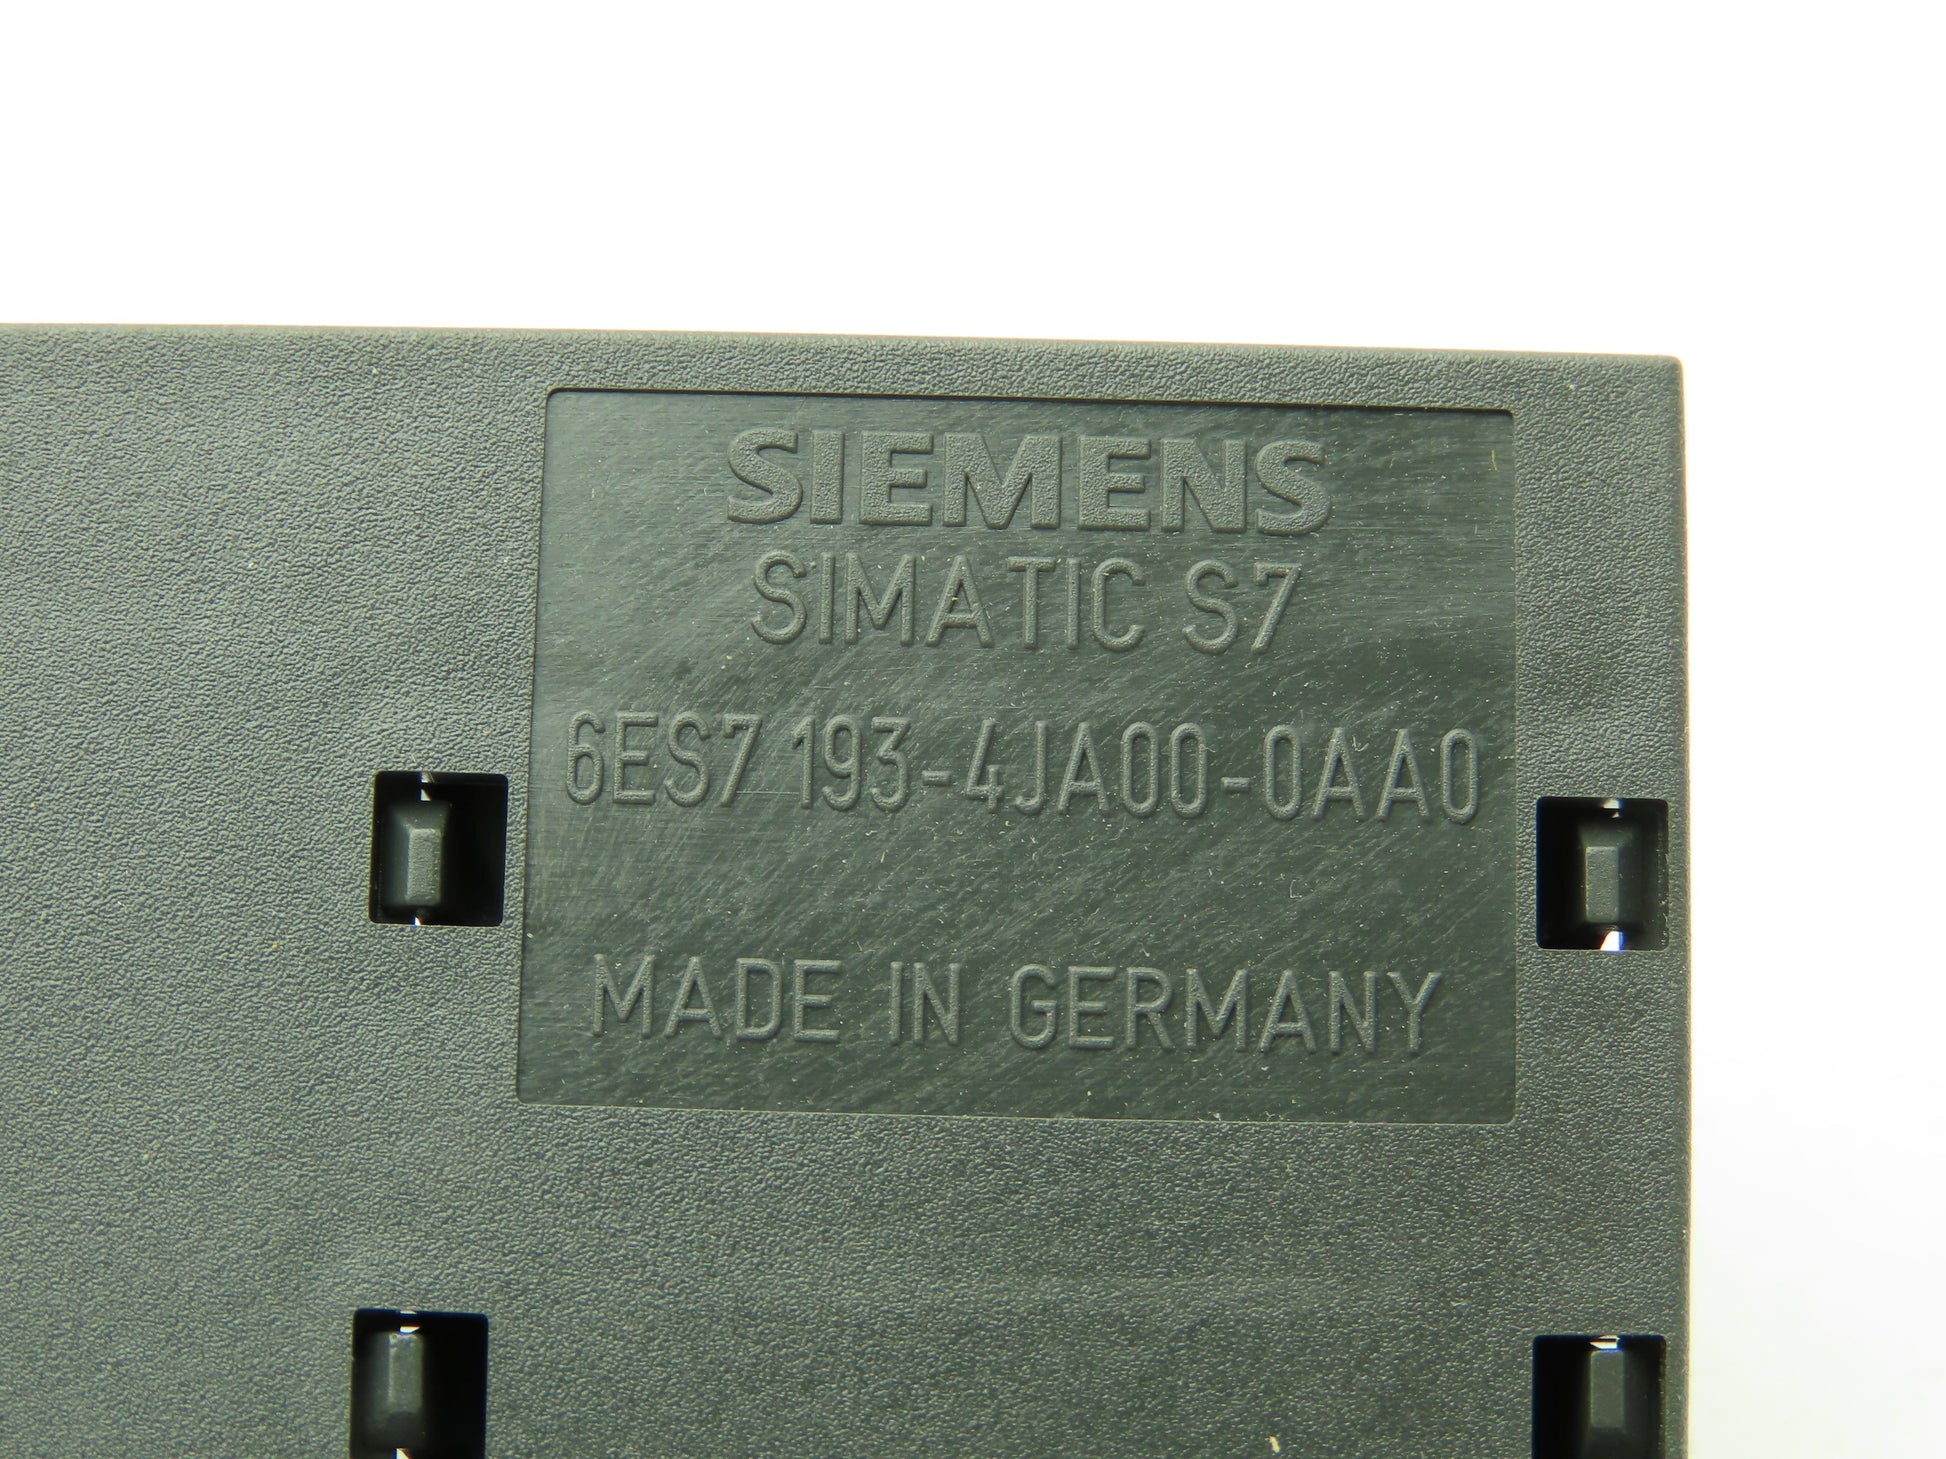 SIEMENS
SIMATIC S7
6ES7 193-4JA00-0AA0
MADE IN GERMANY